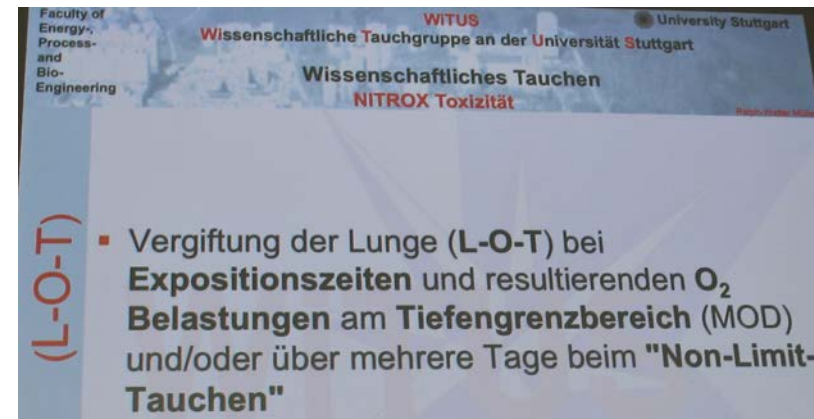 Faculty of
Energy-,
Process-
and
Bio-
Engineering
WiTUS
University Stuttgart
Wissenschaftliche Tauchgruppe an der Universität Stuttgart
Wissenschaftliches Tauchen
NITROX Toxizität
(L-O-T)
▪ Vergiftung der Lunge (L-O-T) bei
Expositionszeiten und resultierenden O₂
Belastungen am Tiefengrenzbereich (MOD)
und/oder über mehrere Tage beim "Non-Limit-
Tauchen"